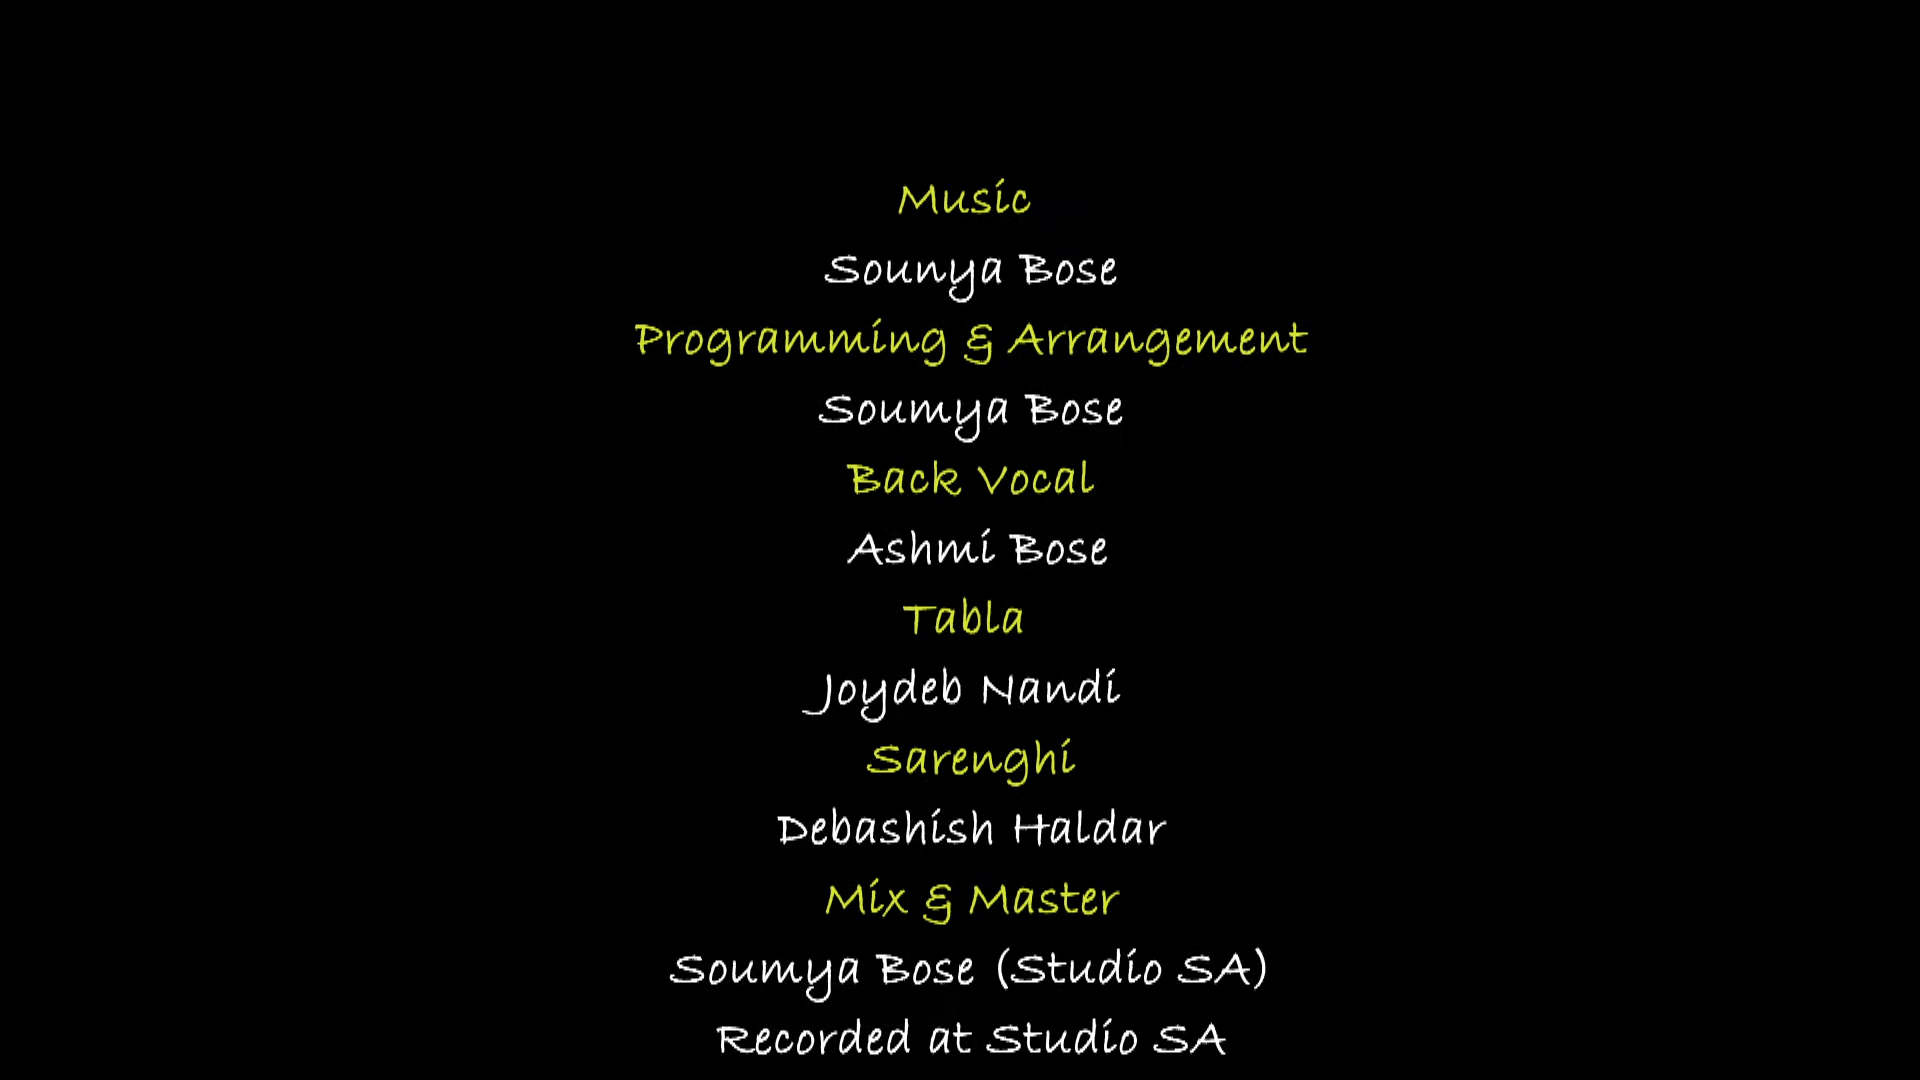 Music
Sounya Bose
Programming & Arrangement
Soumya Bose
Back Vocal
Ashmi Bose
Tabla
Joydeb Nandi
Sarenghi
Debashish Haldar
Mix & Master
Soumya Bose (Studio SA)
Recorded at Studio SA